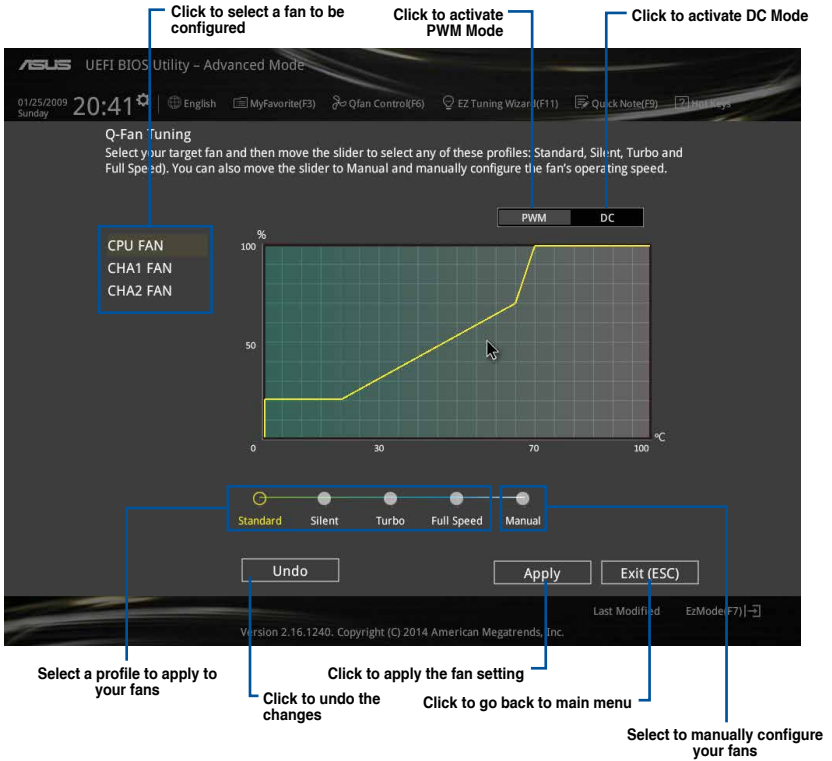 Click to select a fan to be
configured
Click to activate
PWM Mode
Click to activate DC Mode
ASUS UEFI BIOS Utility – Advanced Mode
01/25/2009
Sunday
20:41
English
MyFavorite(F3)
Qfan Control(F6)
EZ Tuning Wizard(F11)
Quick Note(F9)
? Hot Keys
Q-Fan Tuning
Select your target fan and then move the slider to select any of these profiles: Standard, Silent, Turbo and
Full Speed). You can also move the slider to Manual and manually configure the fan's operating speed.
PWM
DC
CPU FAN
CHA1 FAN
CHA2 FAN
%
100
50
0
30
70
100
ºC
Standard
Silent
Turbo
Full Speed
Manual
Undo
Apply
Exit (ESC)
Last Modified
EzMode(F7)
Version 2.16.1240. Copyright (C) 2014 American Megatrends, Inc.
Select a profile to apply to
your fans
Click to undo the
changes
Click to apply the fan setting
Click to go back to main menu
Select to manually configure
your fans